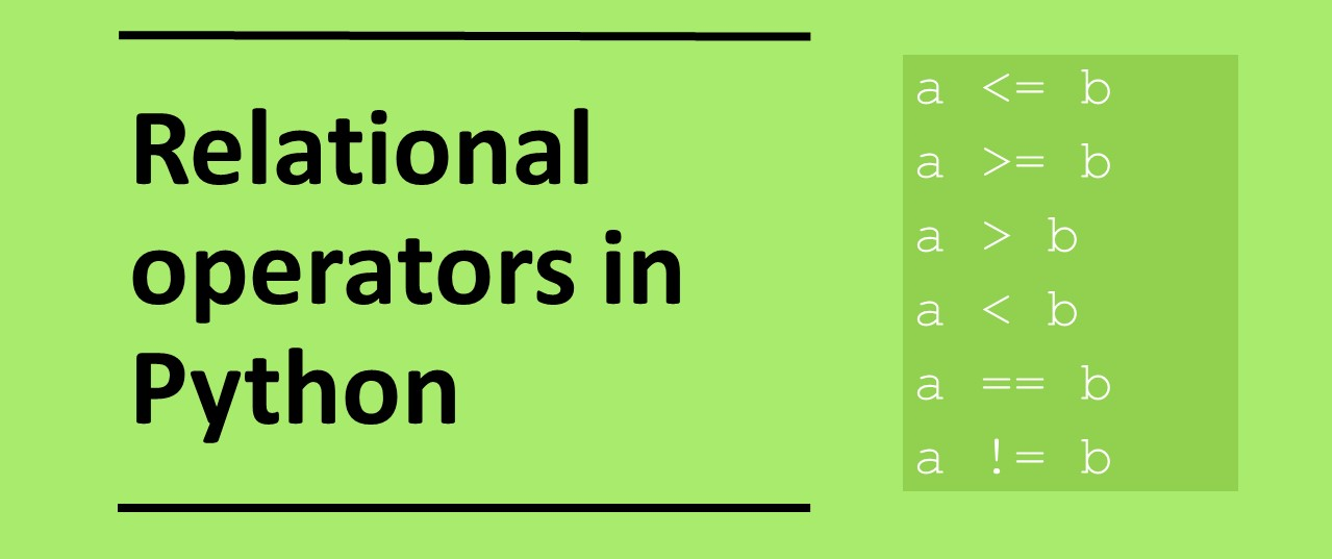 Relational
operators in
Python
a <= b
a >= b
a > b
a < b
a == b
a != b